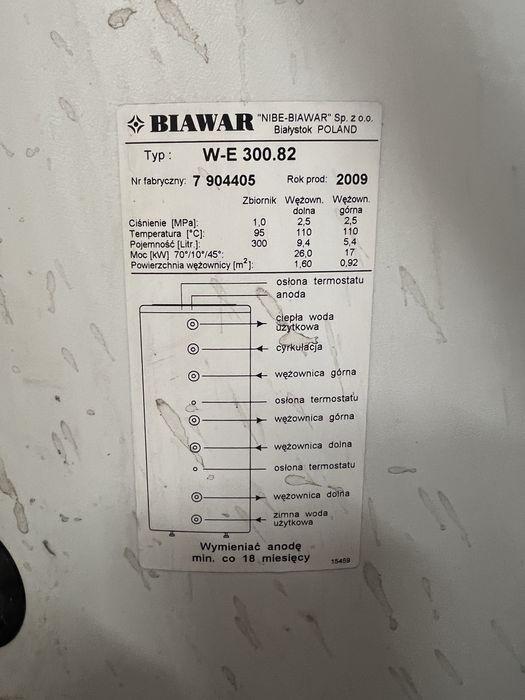 BIAWAR "NIBE-BIAWAR" Sp. z o.o.
Białystok POLAND
Typ : W-E 300.82
Nr fabryczny: 7 904405 Rok prod: 2009
Zbiornik Wężown. dolna Wężown. górna
Ciśnienie [MPa]: 1,0 2,5 2,5
Temperatura [°C]: 95 110 110
Pojemność [Litr.]: 300 9,4 5,4
Moc [kW] 70°/10°/45°: 26,0 17
Powierzchnia wężownicy [m²]: 1,60 0,92
osłona termostatu
anoda
ciepła woda
użytkowa
cyrkulacja
wężownica górna
osłona termostatu
wężownica górna
wężownica dolna
osłona termostatu
wężownica dolna
zimna woda
użytkowa
Wymieniać anodę
min. co 18 miesięcy
15459